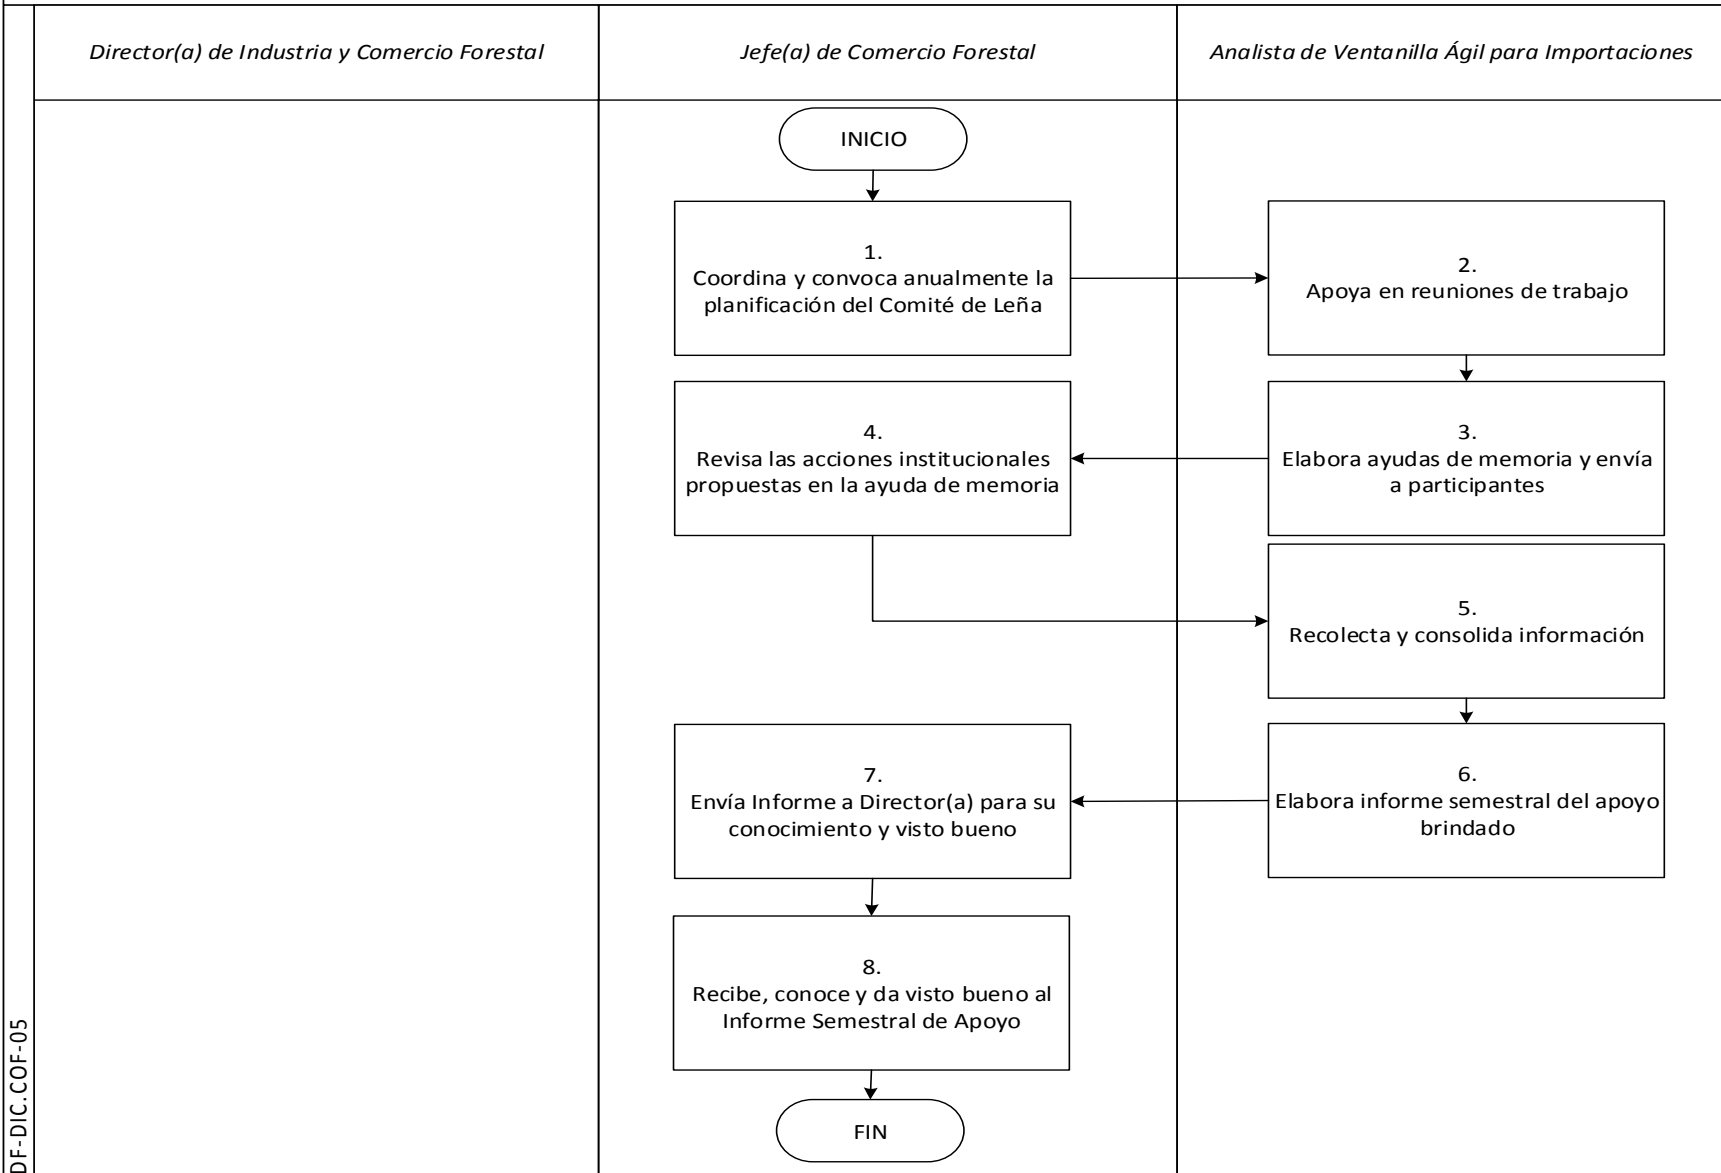 Director(a) de Industria y Comercio Forestal
Jefe(a) de Comercio Forestal
Analista de Ventanilla Ágil para Importaciones
INICIO
1.
Coordina y convoca anualmente la
planificación del Comité de Leña
2.
Apoya en reuniones de trabajo
3.
Elabora ayudas de memoria y envía
a participantes
4.
Revisa las acciones institucionales
propuestas en la ayuda de memoria
5.
Recolecta y consolida información
6.
Elabora informe semestral del apoyo
brindado
7.
Envía Informe a Director(a) para su
conocimiento y visto bueno
8.
Recibe, conoce y da visto bueno al
Informe Semestral de Apoyo
FIN
DF-DIC.COF-05